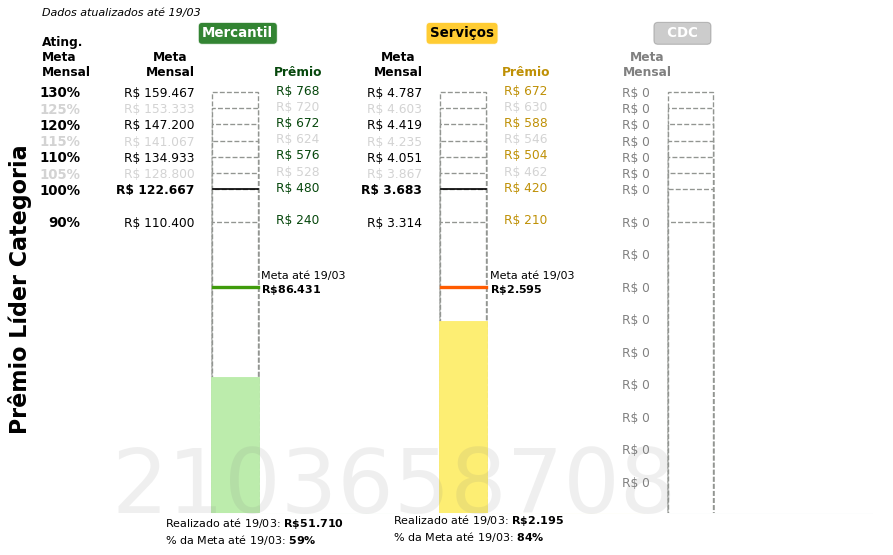 Dados atualizados até 19/03
Mercantil Serviços CDC
Ating. Meta Mensal
Meta Mensal Prêmio Meta Mensal Prêmio Meta Mensal
130% R$ 159.467 R$ 768 R$ 4.787 R$ 672 R$ 0
125% R$ 153.333 R$ 720 R$ 4.603 R$ 630 R$ 0
120% R$ 147.200 R$ 672 R$ 4.419 R$ 588 R$ 0
115% R$ 141.067 R$ 624 R$ 4.235 R$ 546 R$ 0
110% R$ 134.933 R$ 576 R$ 4.051 R$ 504 R$ 0
105% R$ 128.800 R$ 528 R$ 3.867 R$ 462 R$ 0
100% R$ 122.667 R$ 480 R$ 3.683 R$ 420 R$ 0
90% R$ 110.400 R$ 240 R$ 3.314 R$ 210 R$ 0
R$ 0
Meta até 19/03 Meta até 19/03
R$86.431 R$2.595 R$ 0
R$ 0
R$ 0
R$ 0
R$ 0
R$ 0
R$ 0
Prêmio Líder Categoria
2103658708
Realizado até 19/03: R$51.710 Realizado até 19/03: R$2.195
% da Meta até 19/03: 59% % da Meta até 19/03: 84%